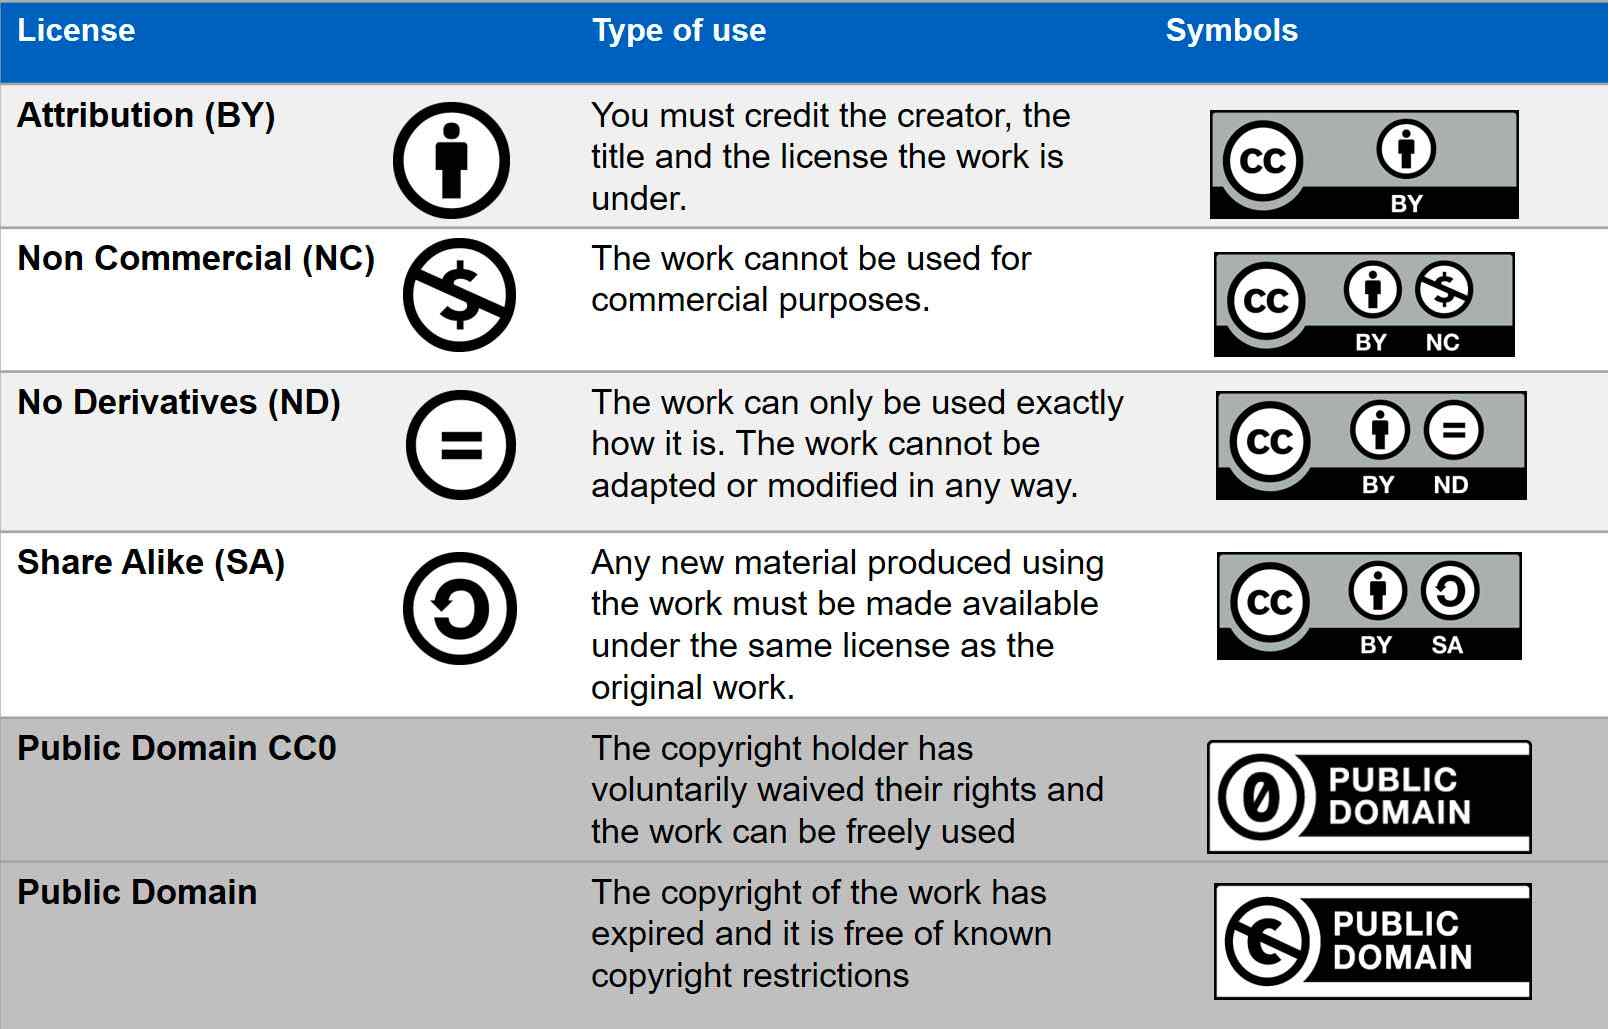 License Type of use Symbols
Attribution (BY)
You must credit the creator, the
title and the license the work is
under.
CC
BY
Non Commercial (NC)
$
The work cannot be used for
commercial purposes.
CC
$
BY NC
No Derivatives (ND)
=
The work can only be used exactly
how it is. The work cannot be
adapted or modified in any way.
CC
=
BY ND
Share Alike (SA)
Any new material produced using
the work must be made available
under the same license as the
original work.
CC
BY SA
Public Domain CC0
The copyright holder has
voluntarily waived their rights and
the work can be freely used
0
PUBLIC
DOMAIN
Public Domain
The copyright of the work has
expired and it is free of known
copyright restrictions
C
PUBLIC
DOMAIN